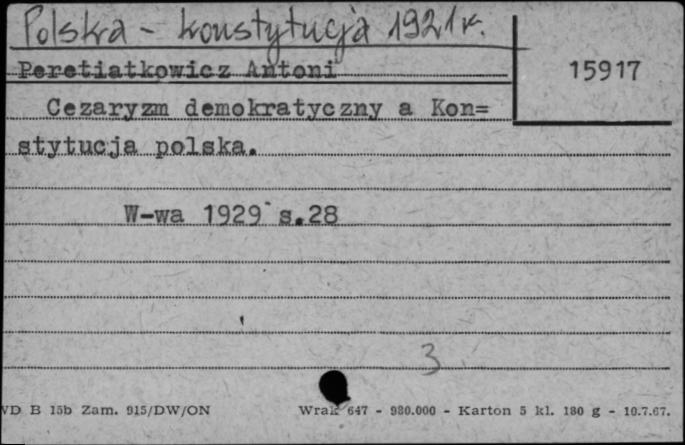 Polska - konstytucja 1921 r.
Peretiatkowicz Antoni
15917
Cezaryzm demokratyczny a Kon=
stytucja polska.
W-wa 1929 s.28
3
VD B 15b Zam. 915/DW/ON Wrak 647 - 980.000 - Karton 5 kl. 180 g - 10.7.67.